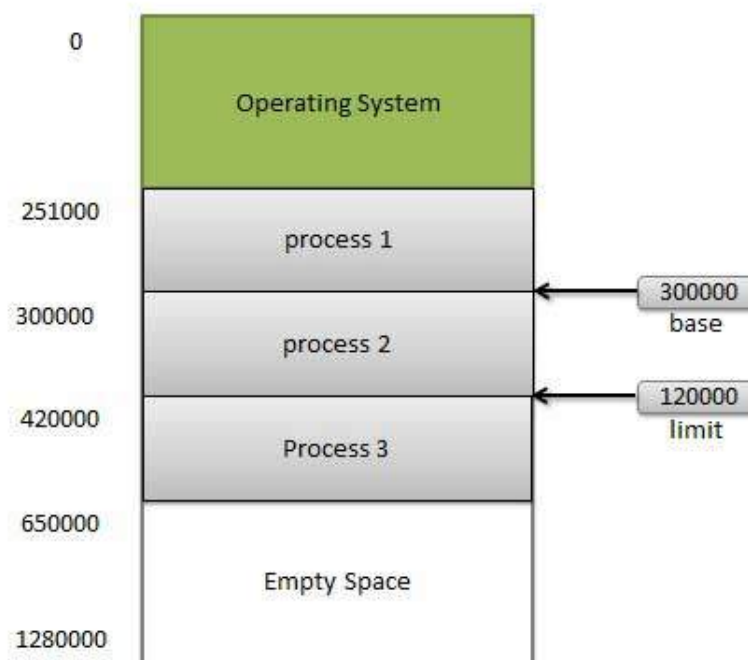 0
Operating System
251000
process 1
300000
base
300000
process 2
120000
limit
420000
Process 3
650000
Empty Space
1280000